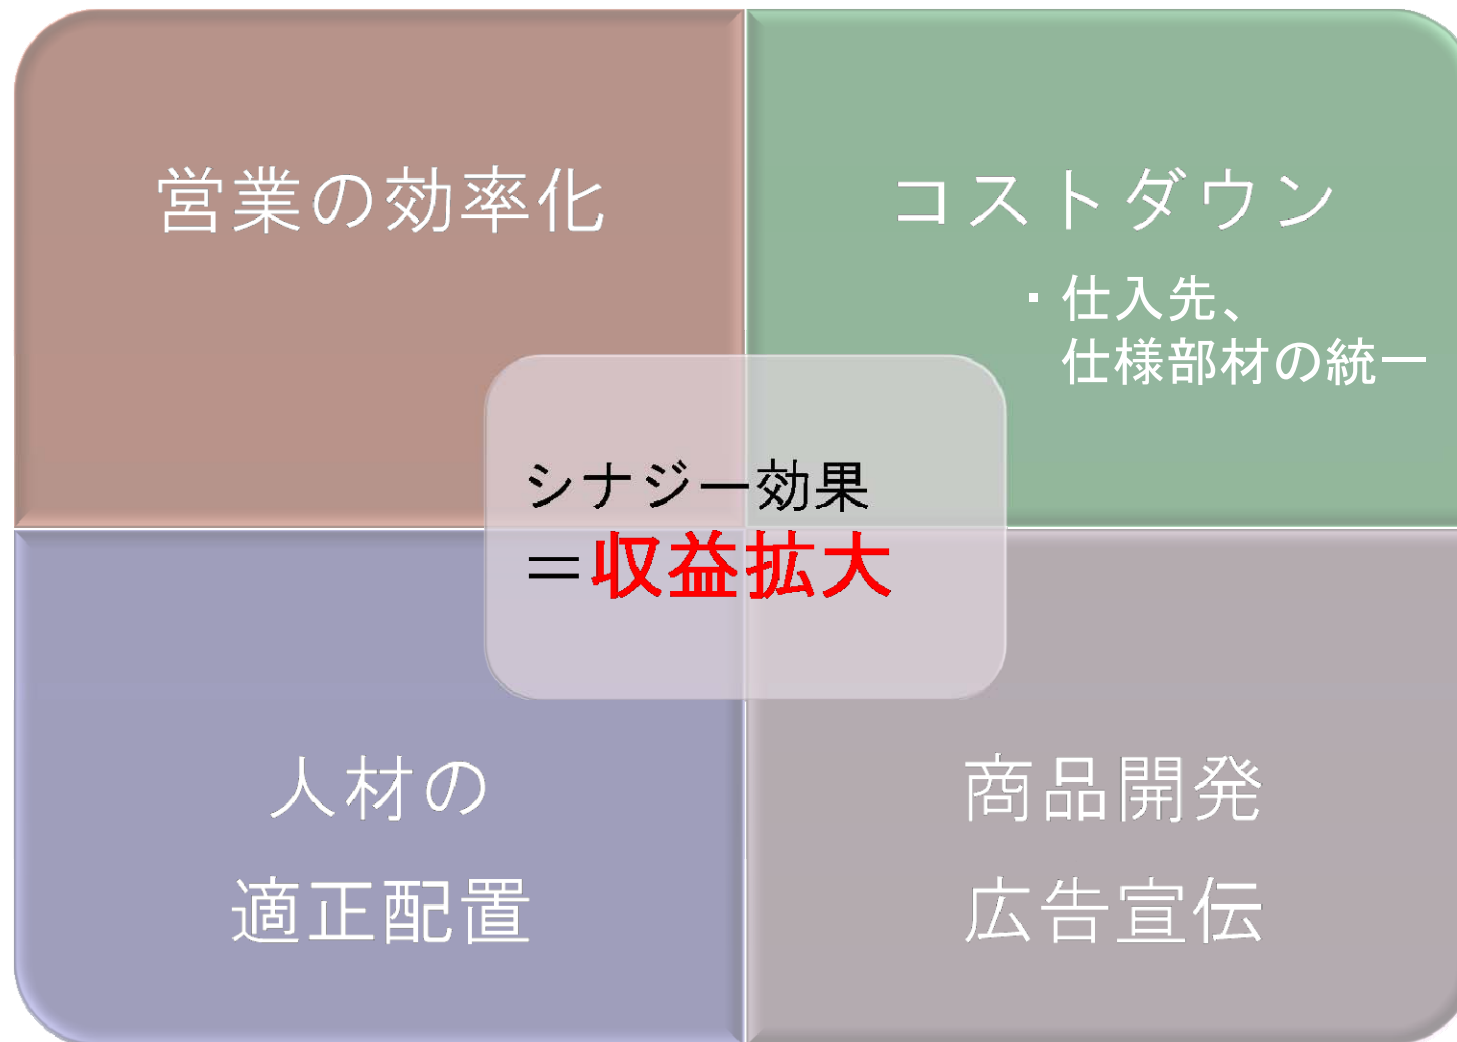 営業の効率化
コストダウン
・仕入先、
仕様部材の統一
シナジー効果
＝収益拡大
人材の
適正配置
商品開発
広告宣伝